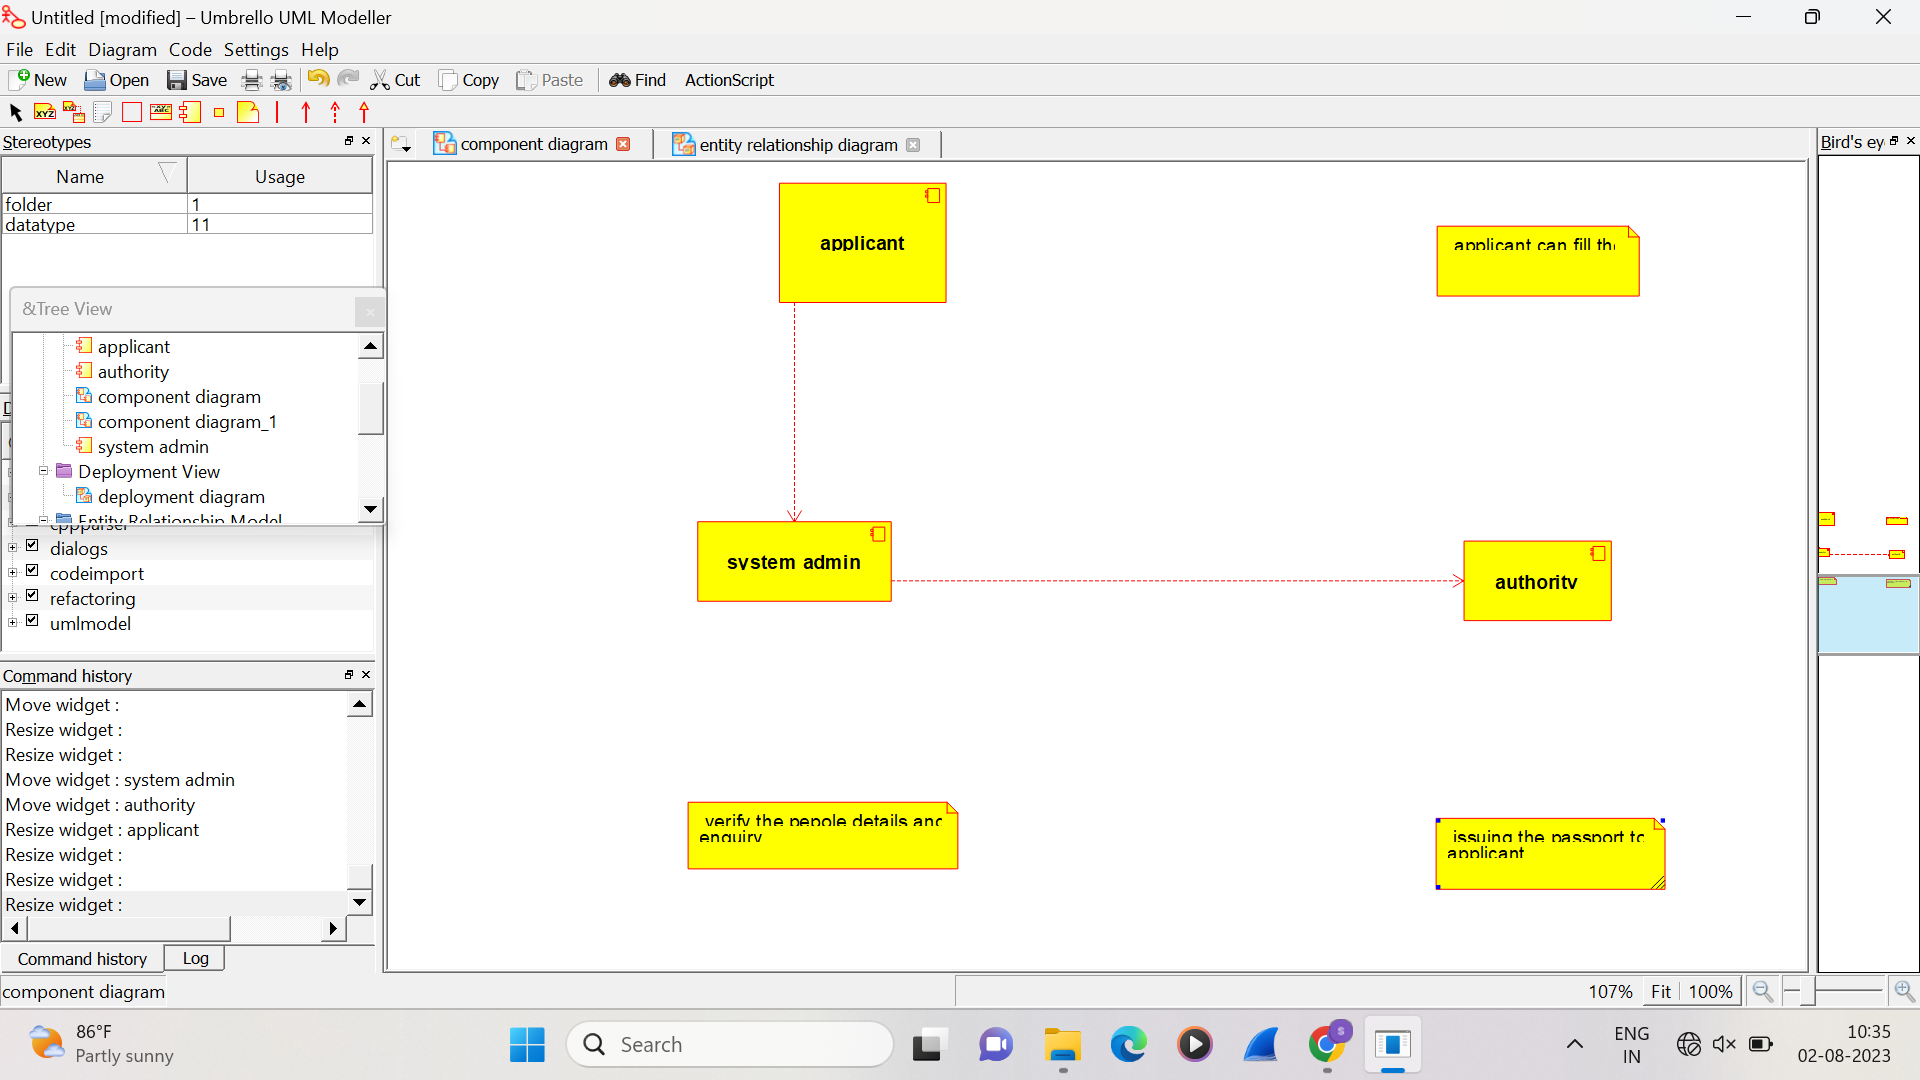 Untitled [modified] – Umbrello UML Modeller
File Edit Diagram Code Settings Help
New Open Save Cut Copy Paste Find ActionScript
XYZ
Stereotypes
component diagram
entity relationship diagram
Bird's ey
Name Usage
folder 1
datatype 11
&Tree View
applicant
authority
component diagram
component diagram_1
system admin
Deployment View
deployment diagram
Entity Relationship Model
cppparser
dialogs
codeimport
refactoring
umlmodel
Command history
Move widget :
Resize widget :
Resize widget :
Move widget : system admin
Move widget : authority
Resize widget : applicant
Resize widget :
Resize widget :
Resize widget :
Command history Log
component diagram
applicant
applicant can fill the
system admin
authority
verify the pepole details and
enquiry
issuing the passport to
applicant
107% Fit 100%
86°F
Partly sunny
Search
S
ENG
IN
10:35
02-08-2023